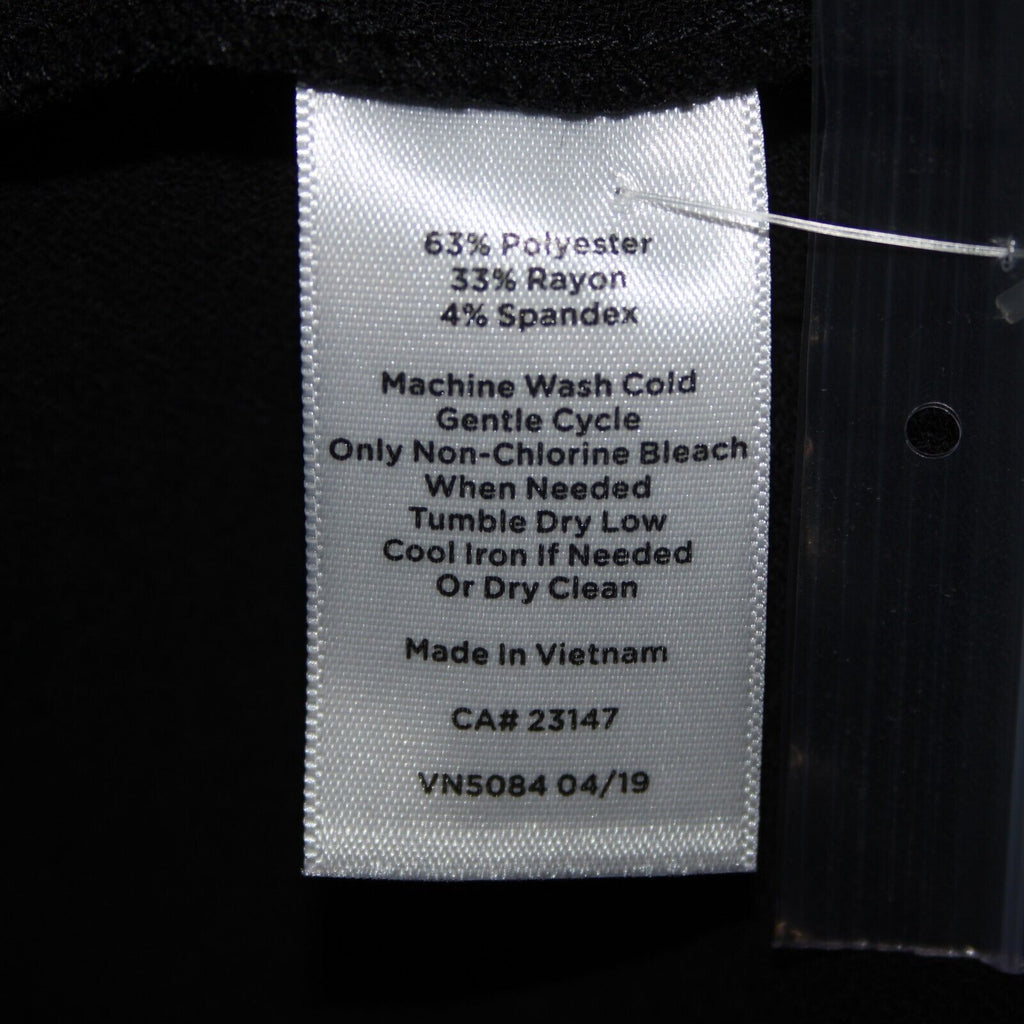 63% Polyester
33% Rayon
4% Spandex
Machine Wash Cold
Gentle Cycle
Only Non-Chlorine Bleach
When Needed
Tumble Dry Low
Cool Iron If Needed
Or Dry Clean
Made In Vietnam
CA# 23147
VN5084 04/19